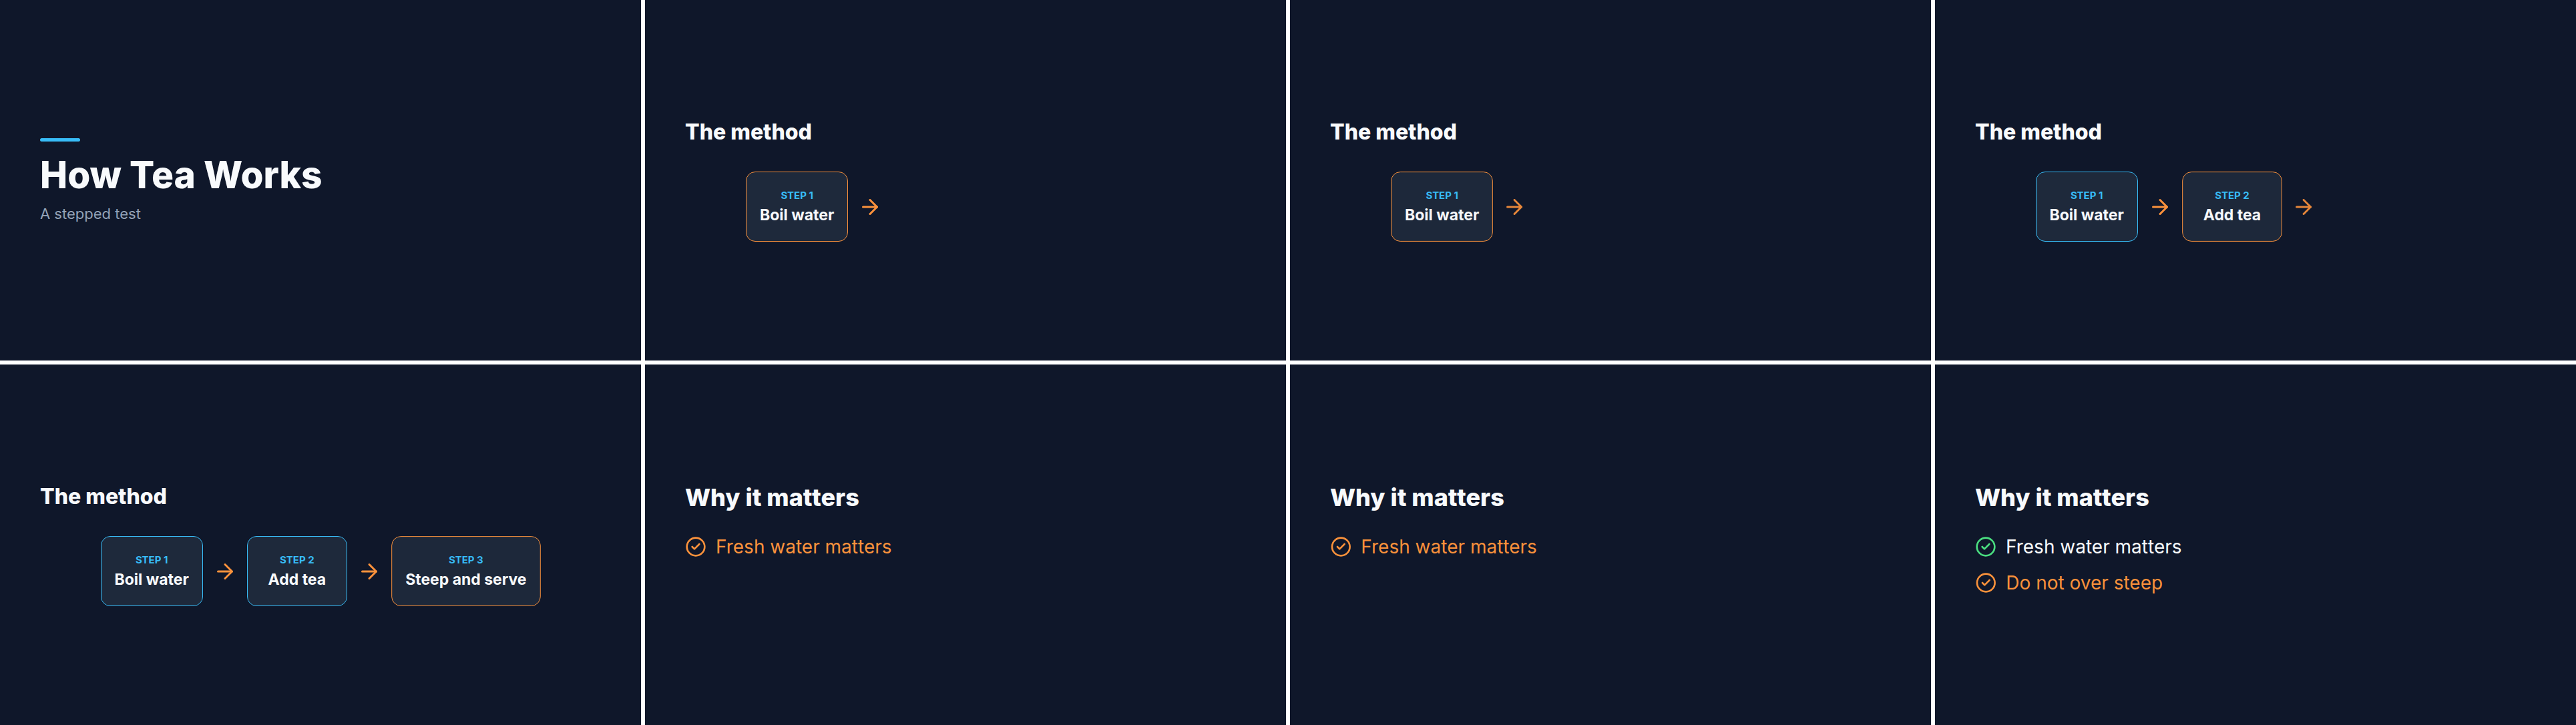 How Tea Works
A stepped test
The method
STEP 1
Boil water
The method
STEP 1
Boil water
The method
STEP 1
Boil water
STEP 2
Add tea
The method
STEP 1
Boil water
STEP 2
Add tea
STEP 3
Steep and serve
Why it matters
Fresh water matters
Why it matters
Fresh water matters
Why it matters
Fresh water matters
Do not over steep